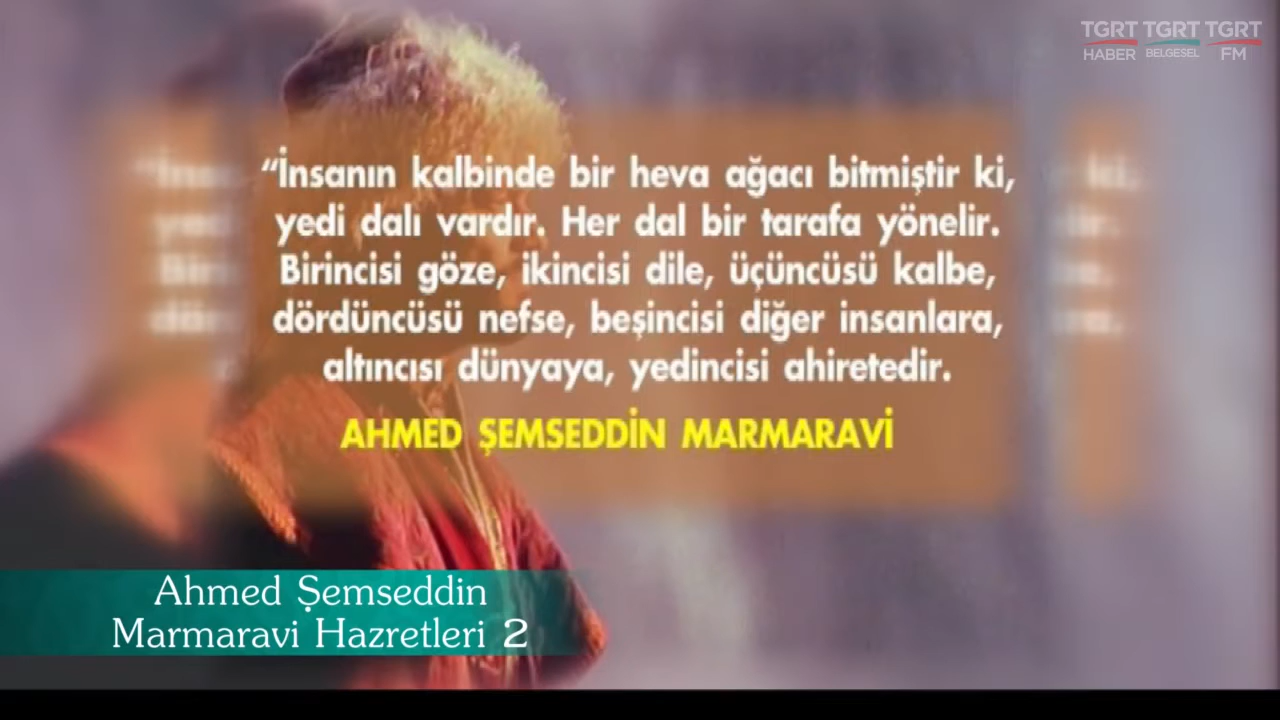 TGRT TGRT TGRT
HABER BELGESEL FM
“İnsanın kalbinde bir heva ağacı bitmiştir ki,
yedi dalı vardır. Her dal bir tarafa yönelir.
Birincisi göze, ikincisi dile, üçüncüsü kalbe,
dördüncüsü nefse, beşincisi diğer insanlara,
altıncısı dünyaya, yedincisi ahiretedir.
AHMED ŞEMSEDDİN MARMARAVİ
Ahmed Şemseddin
Marmaravi Hazretleri 2